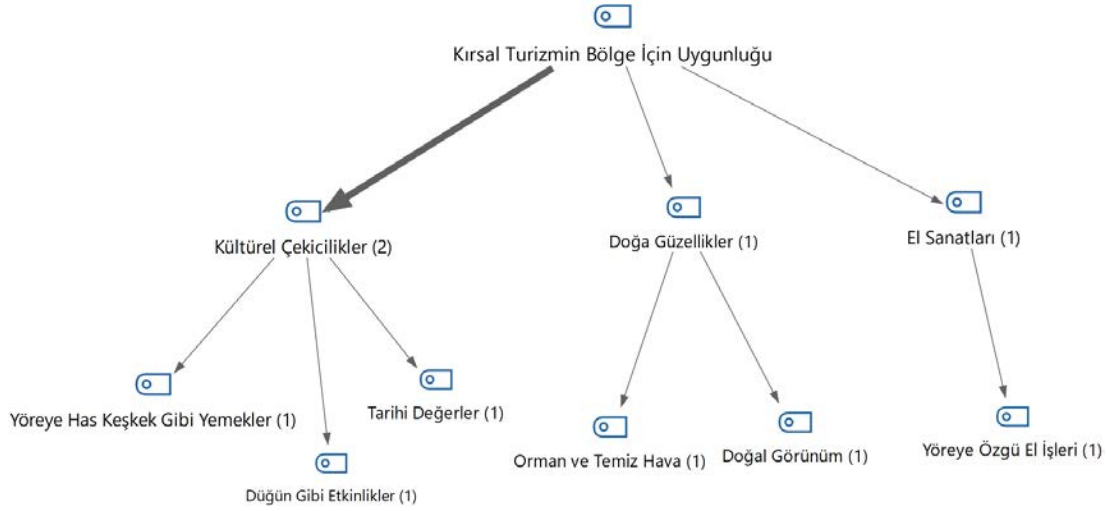 Kırsal Turizmin Bölge İçin Uygunluğu
Kültürel Çekicilikler (2)
Doğa Güzellikler (1)
El Sanatları (1)
Yöreye Has Keşkek Gibi Yemekler (1)
Tarihi Değerler (1)
Düğün Gibi Etkinlikler (1)
Orman ve Temiz Hava (1)
Doğal Görünüm (1)
Yöreye Özgü El İşleri (1)